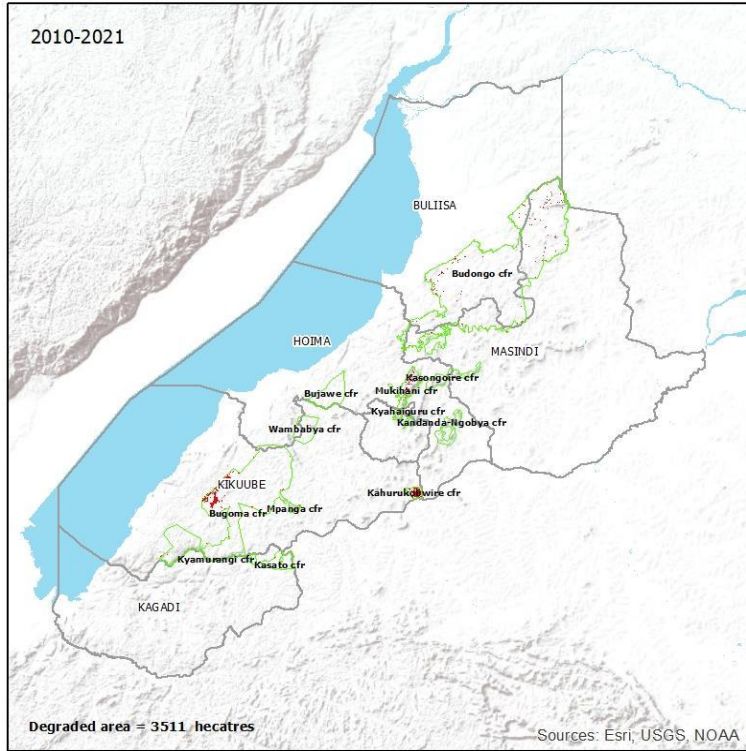 2010-2021
BULIISA
Budongo cfr
HOIMA
MASINDI
Kasongoire cfr
Bujawe cfr
Mukihani cfr
Kyahaiguru cfr
Wambabya cfr
Kandanda-Ngobya cfr
KIKUUBE
Kahurukobwire cfr
Mpanga cfr
Bugoma cfr
Kyamurangi cfr
Kasato cfr
KAGADI
Degraded area = 3511 hecatres
Sources: Esri, USGS, NOAA